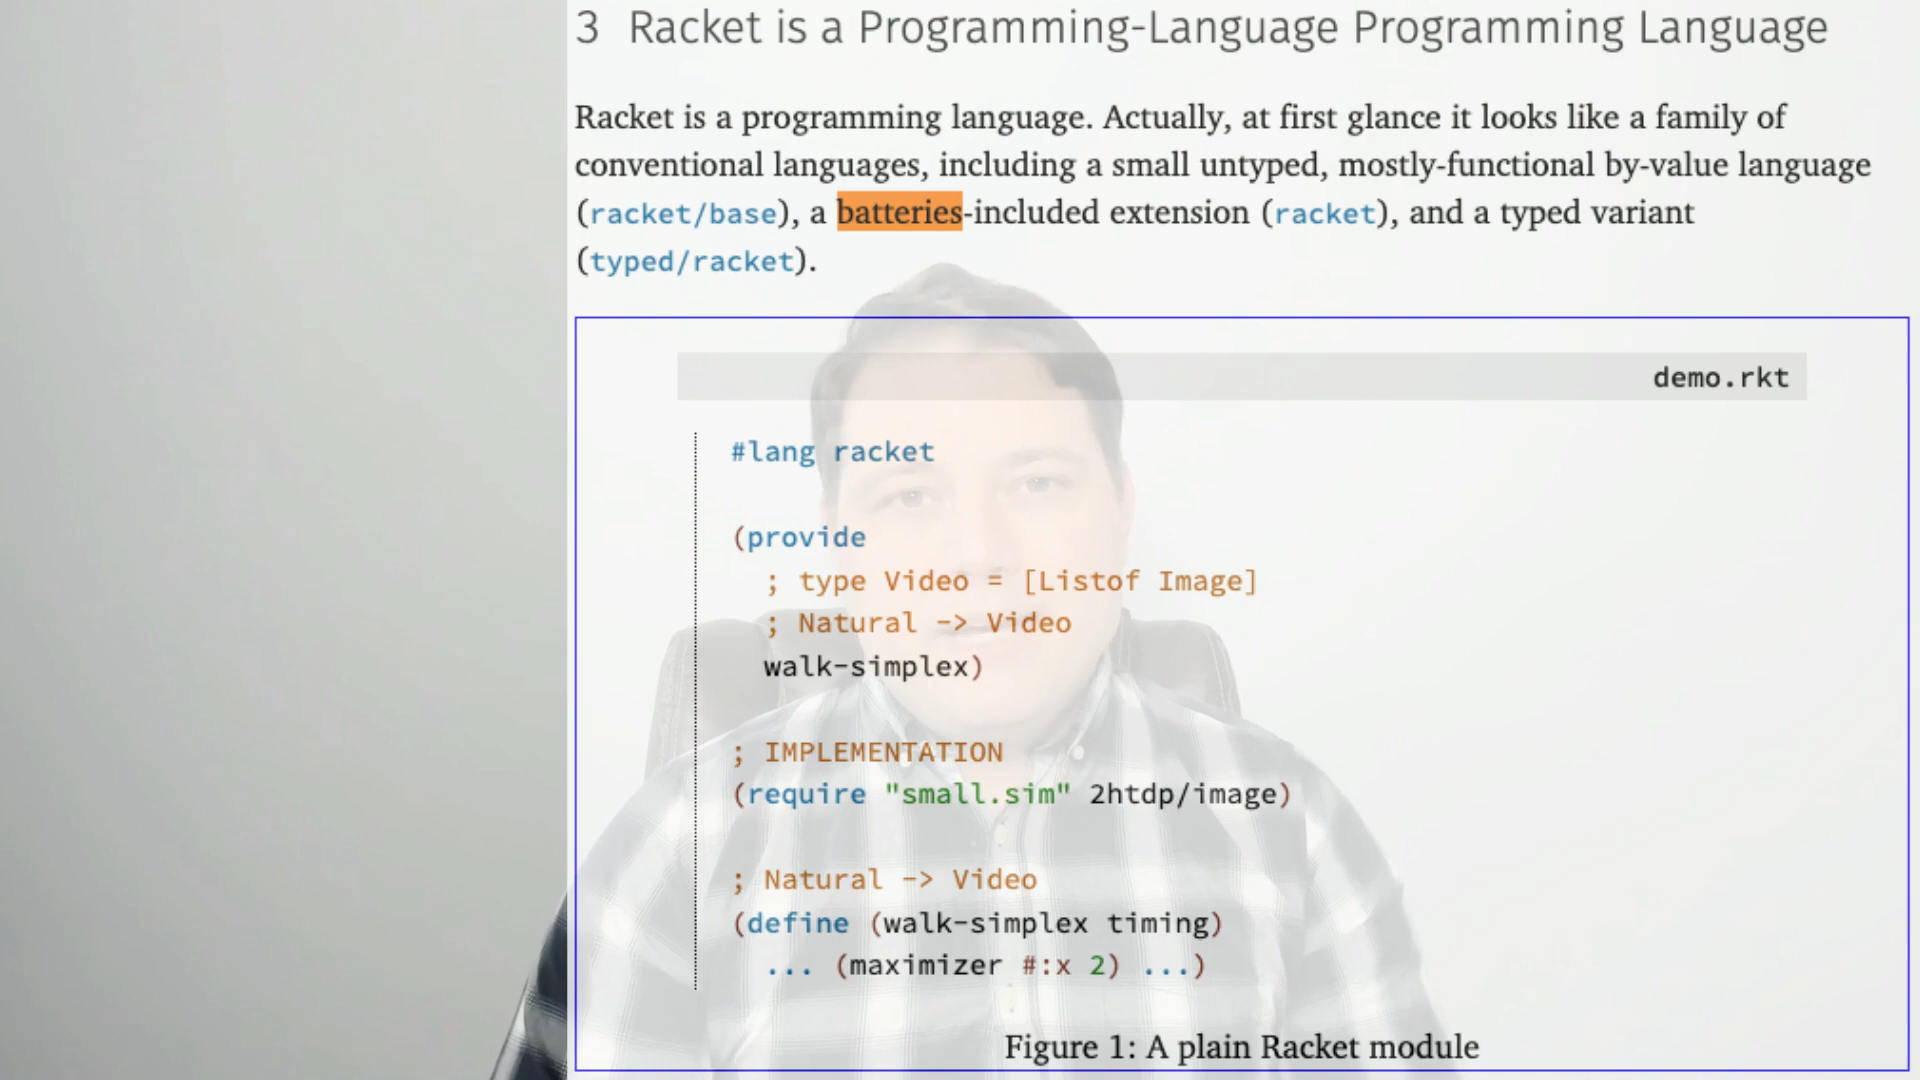 3 Racket is a Programming-Language Programming Language
Racket is a programming language. Actually, at first glance it looks like a family of
conventional languages, including a small untyped, mostly-functional by-value language
(racket/base), a batteries-included extension (racket), and a typed variant
(typed/racket).
demo.rkt
#lang racket
(provide
; type Video = [Listof Image]
; Natural -> Video
walk-simplex)
; IMPLEMENTATION
(require "small.sim" 2htdp/image)
; Natural -> Video
(define (walk-simplex timing)
... (maximizer #:x 2) ...)
Figure 1: A plain Racket module